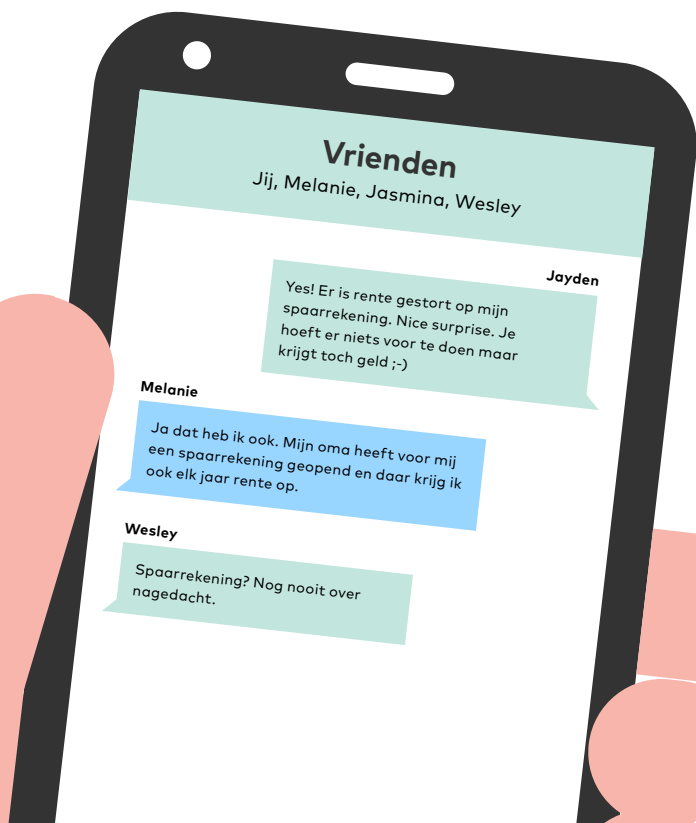 Vrienden
Jij, Melanie, Jasmina, Wesley
Jayden
Yes! Er is rente gestort op mijn
spaarrekening. Nice surprise. Je
hoeft er niets voor te doen maar
krijgt toch geld ;-)
Melanie
Ja dat heb ik ook. Mijn oma heeft voor mij
een spaarrekening geopend en daar krijg ik
ook elk jaar rente op.
Wesley
Spaarrekening? Nog nooit over
nagedacht.